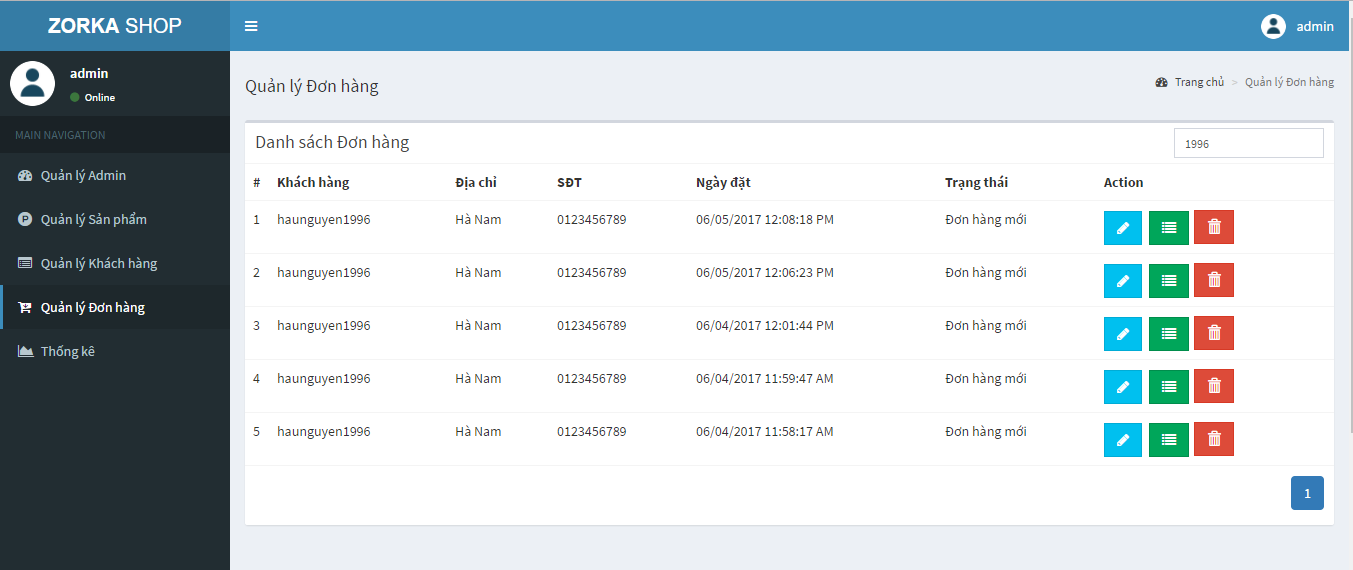 ZORKA SHOP
admin
admin
Online
MAIN NAVIGATION
Quản lý Admin
Quản lý Sản phẩm
Quản lý Khách hàng
Quản lý Đơn hàng
Thống kê
Quản lý Đơn hàng
Trang chủ > Quản lý Đơn hàng
Danh sách Đơn hàng
1996
# Khách hàng Địa chỉ SĐT Ngày đặt Trạng thái Action
1 haunguyen1996 Hà Nam 0123456789 06/05/2017 12:08:18 PM Đơn hàng mới
2 haunguyen1996 Hà Nam 0123456789 06/05/2017 12:06:23 PM Đơn hàng mới
3 haunguyen1996 Hà Nam 0123456789 06/04/2017 12:01:44 PM Đơn hàng mới
4 haunguyen1996 Hà Nam 0123456789 06/04/2017 11:59:47 AM Đơn hàng mới
5 haunguyen1996 Hà Nam 0123456789 06/04/2017 11:58:17 AM Đơn hàng mới
1